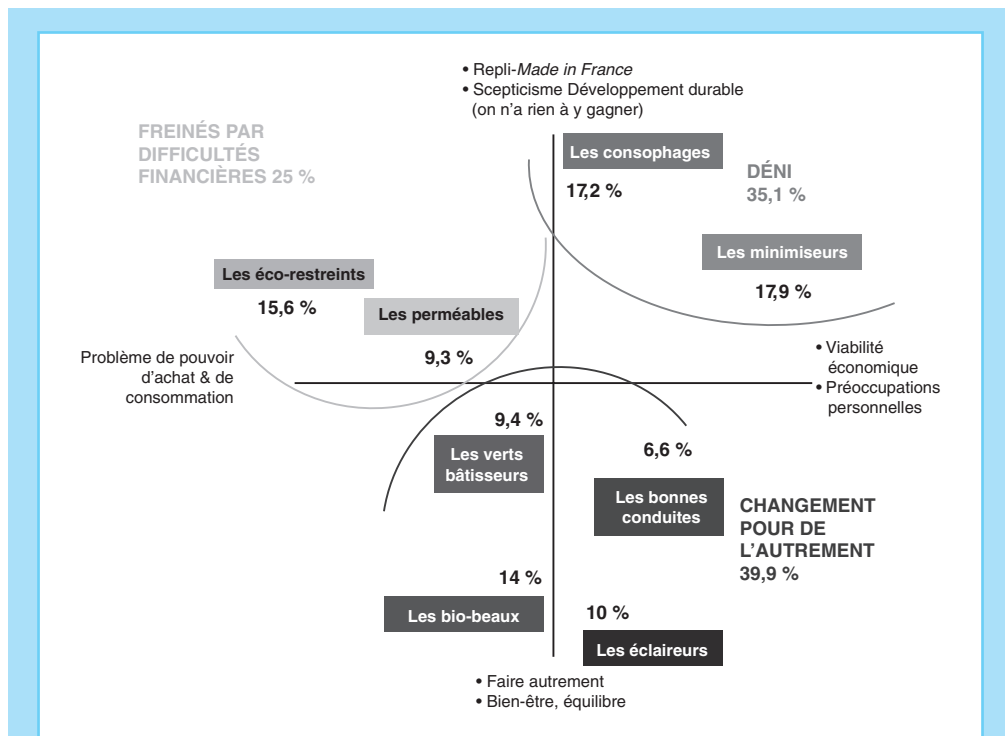 • Repli-Made in France
• Scepticisme Développement durable
(on n'a rien à y gagner)
FREINÉS PAR
DIFFICULTÉS
FINANCIÈRES 25 %
Les consophages
17,2 %
DÉNI
35,1 %
Les minimiseurs
17,9 %
Les éco-restreints
15,6 %
Les perméables
9,3 %
Problème de pouvoir
d'achat & de
consommation
• Viabilité
économique
• Préoccupations
personnelles
9,4 %
Les verts
bâtisseurs
6,6 %
Les bonnes
conduites
CHANGEMENT
POUR DE
L'AUTREMENT
39,9 %
14 %
Les bio-beaux
10 %
Les éclaireurs
• Faire autrement
• Bien-être, équilibre